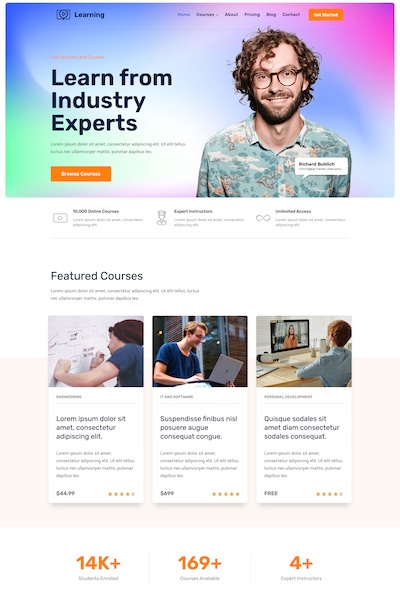 Learning
Home Courses About Pricing Blog Contact Get Started
Live Sessions and Courses
Learn from
Industry
Experts
Lorem ipsum dolor sit amet, consectetur adipiscing elit. Ut elit tellus,
luctus nec ullamcorper mattis, pulvinar dapibus leo.
Browse Courses
Richard Bublich
10,000 Online Courses
Lorem ipsum dolor sit amet, consectetur
adipiscing elit.
Expert Instructors
Lorem ipsum dolor sit amet, consectetur
adipiscing elit.
Unlimited Access
Lorem ipsum dolor sit amet, consectetur
adipiscing elit.
Featured Courses
Lorem ipsum dolor sit amet, consectetur adipiscing elit. Ut elit tellus, luctus
nec ullamcorper mattis, pulvinar dapibus leo.
ENGINEERING
Lorem ipsum dolor sit
amet, consectetur
adipiscing elit.
Lorem ipsum dolor sit amet, consectetur
adipiscing elit. Ut elit tellus, luctus nec
ullamcorper mattis, pulvinar dapibus
leo.
$44.99
IT AND SOFTWARE
Suspendisse finibus nisl
posuere augue
consequat congue.
Lorem ipsum dolor sit amet, consectetur
adipiscing elit. Ut elit tellus, luctus nec
ullamcorper mattis, pulvinar dapibus
leo.
$699
PERSONAL DEVELOPMENT
Quisque sodales sit
amet diam consectetur
sodales consequat.
Lorem ipsum dolor sit amet, consectetur
adipiscing elit. Ut elit tellus, luctus nec
ullamcorper mattis, pulvinar dapibus
leo.
FREE
14K+
Students Enrolled
169+
Courses Available
4+
Expert Instructors